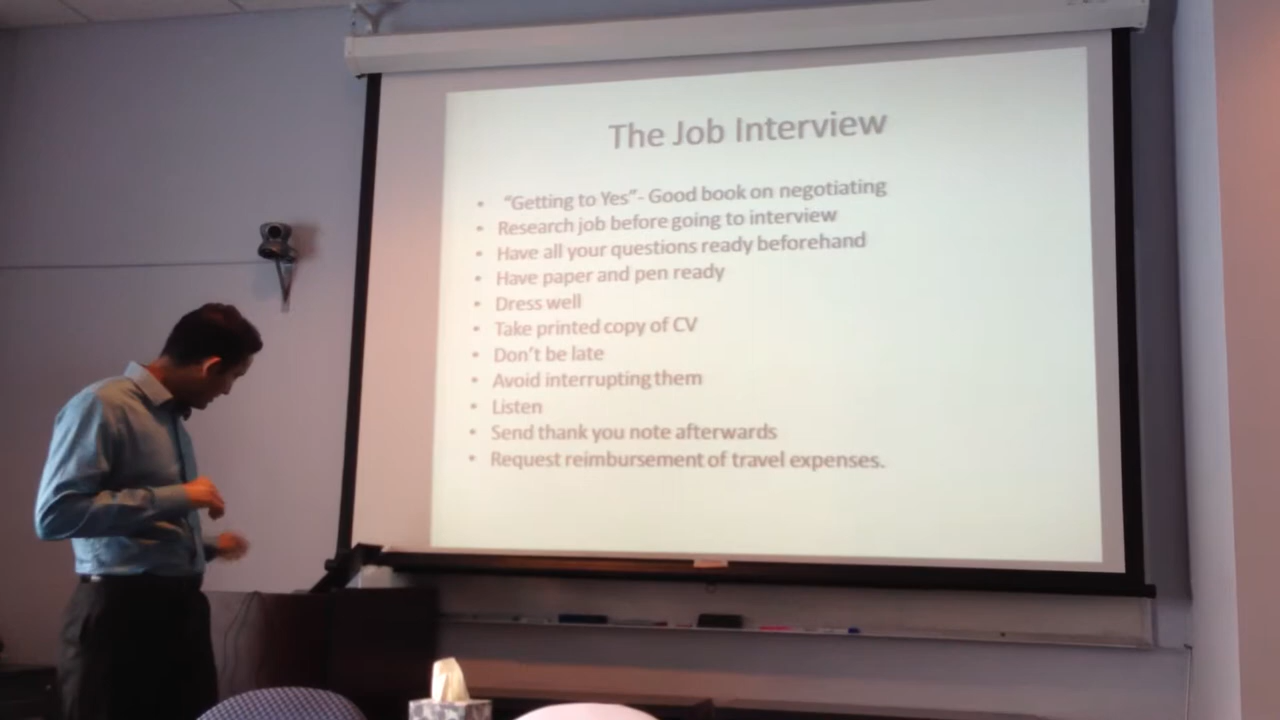 The Job Interview
• "Getting to Yes"- Good book on negotiating
• Research job before going to interview
• Have all your questions ready beforehand
• Have paper and pen ready
• Dress well
• Take printed copy of CV
• Don't be late
• Avoid interrupting them
• Listen
• Send thank you note afterwards
• Request reimbursement of travel expenses.